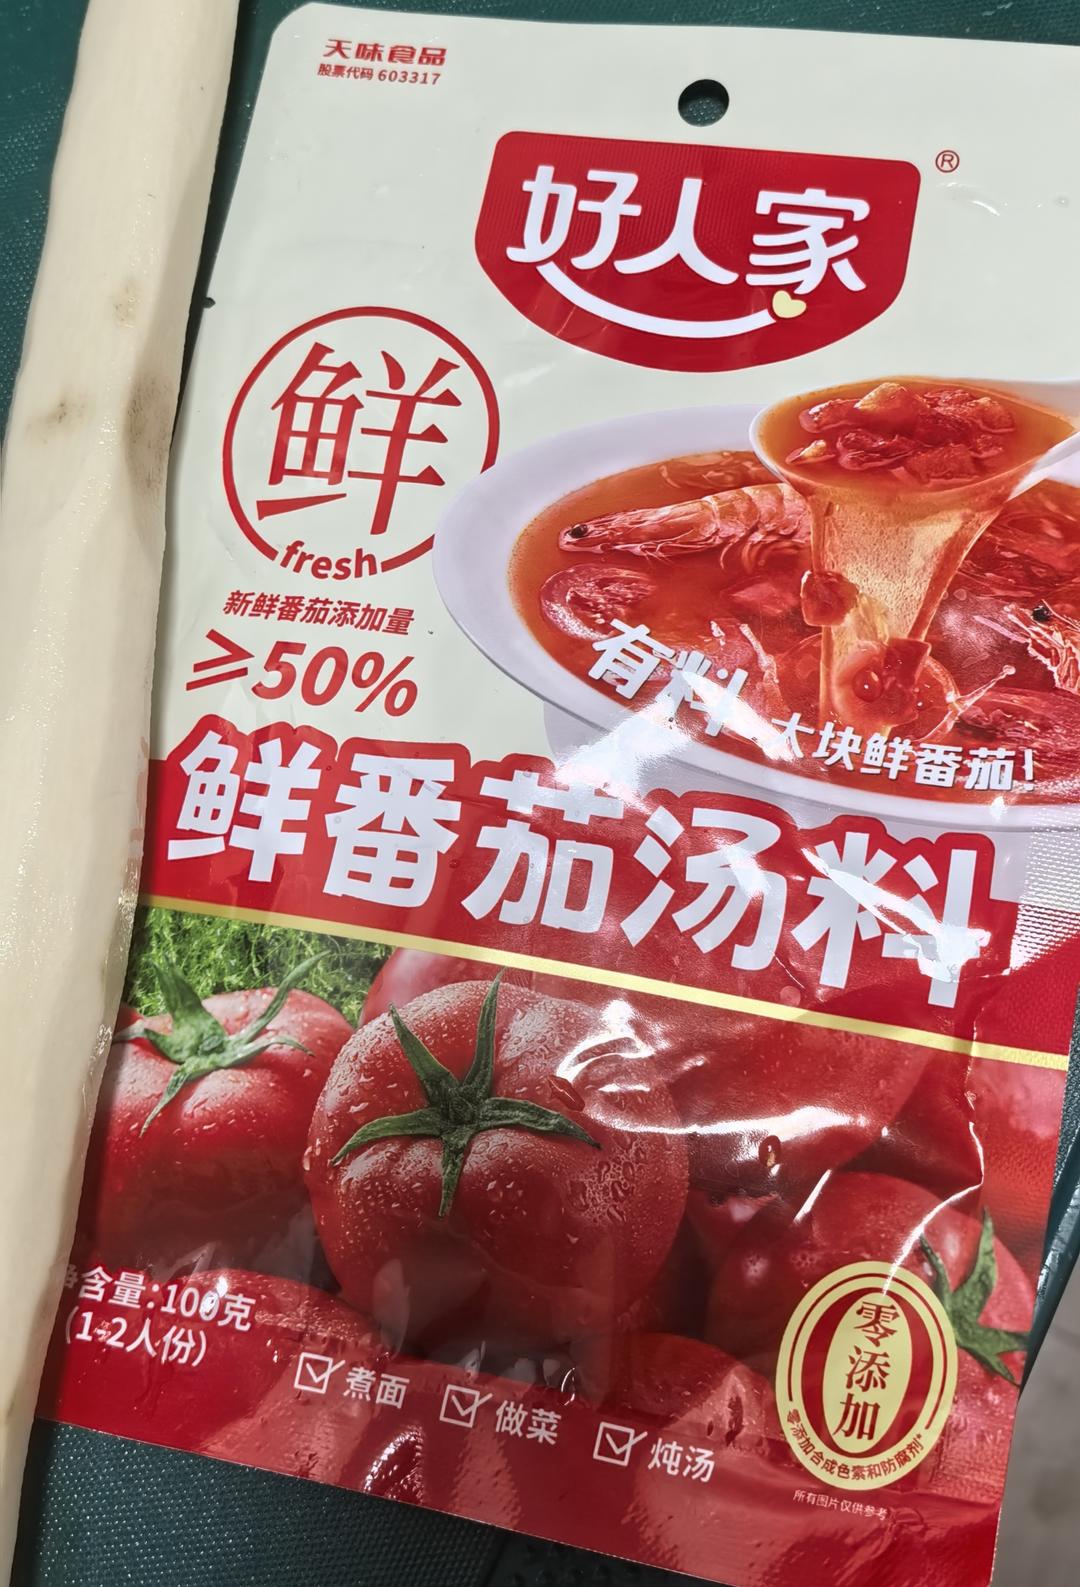 天味食品
股票代码 603317
好人家
®
鲜
fresh
新鲜番茄添加量
≥50%
有料
大块鲜番茄!
鲜番茄汤料
净含量:100克
(1-2人份)
煮面
做菜
炖汤
零添加
零添加合成色素和防腐剂*
所有图片仅供参考